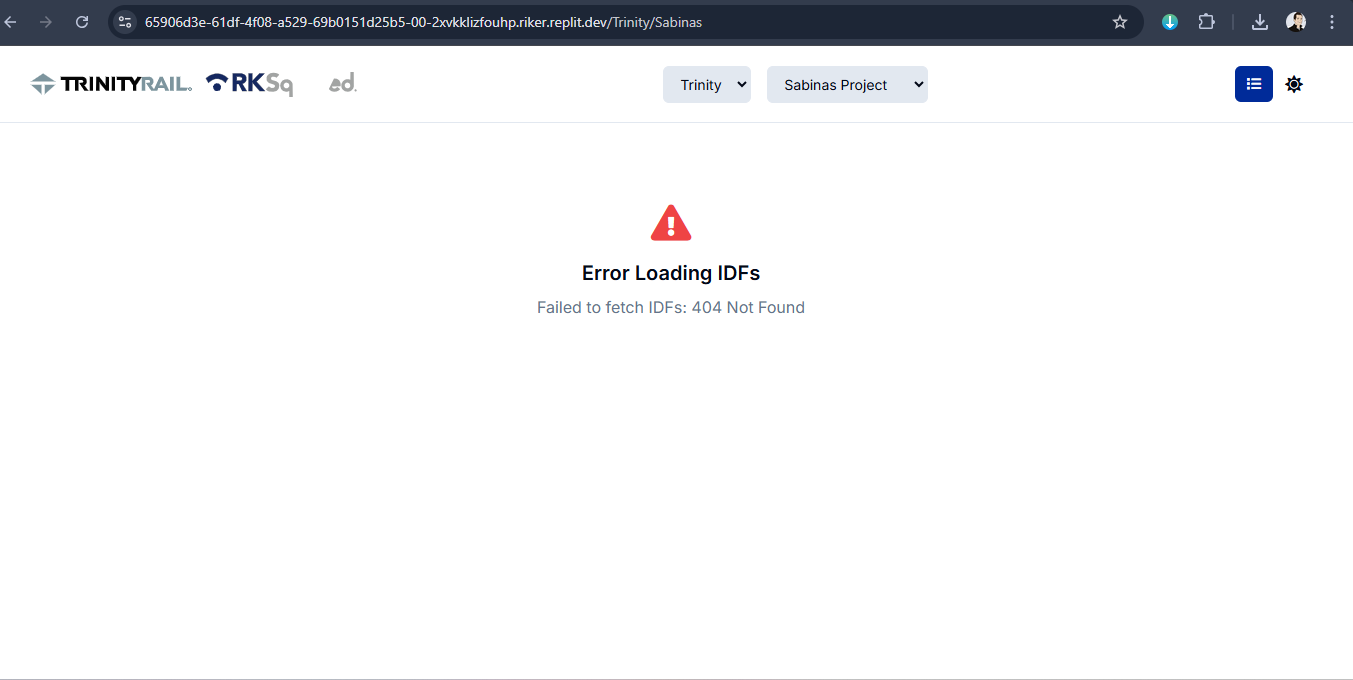 65906d3e-61df-4f08-a529-69b0151d25b5-00-2xvkklizfouhp.riker.replit.dev/Trinity/Sabinas
TRINITYRAIL. RKSq ed. Trinity Sabinas Project
Error Loading IDFs
Failed to fetch IDFs: 404 Not Found